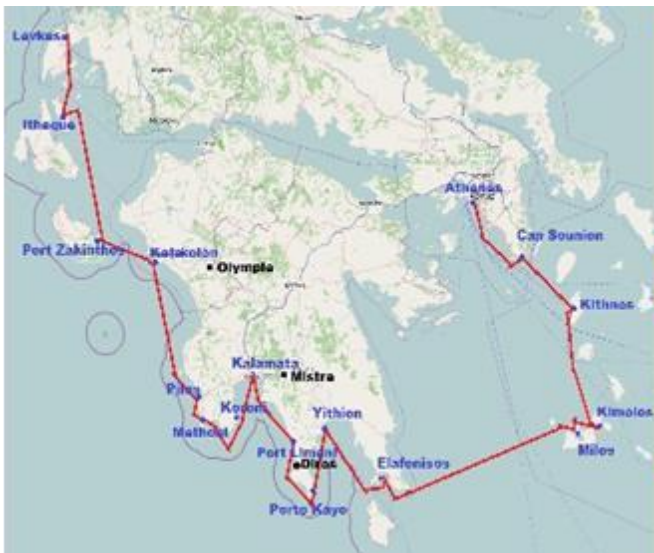 Levkas
Ithaque
Athenes
Cap Sounion
Port Zakinthos
Katakolon
Olympia
Kithnos
Kalamata
Mistra
Pilos
Koroni
Yithion
Kimolos
Methoni
Port Limeni
Milos
Diros
Elafonisos
Porto Kayo